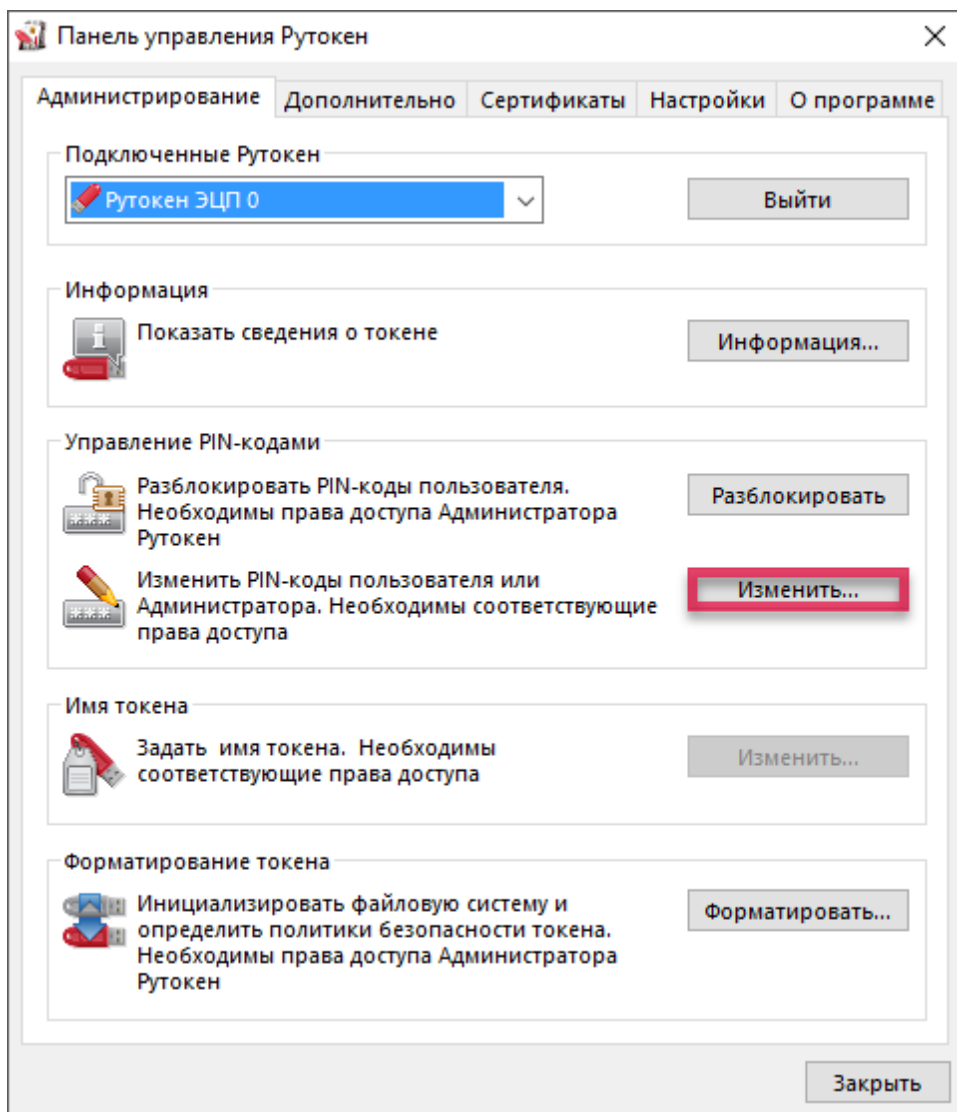 Панель управления Рутокен
Администрирование Дополнительно Сертификаты Настройки О программе
Подключенные Рутокен
Рутокен ЭЦП 0
Выйти
Информация
Показать сведения о токене
Информация...
Управление PIN-кодами
Разблокировать PIN-коды пользователя.
Необходимы права доступа Администратора
Рутокен
Разблокировать
Изменить PIN-коды пользователя или
Администратора. Необходимы соответствующие
права доступа
Изменить...
Имя токена
Задать имя токена. Необходимы
соответствующие права доступа
Изменить...
Форматирование токена
Инициализировать файловую систему и
определить политики безопасности токена.
Необходимы права доступа Администратора
Рутокен
Форматировать...
Закрыть